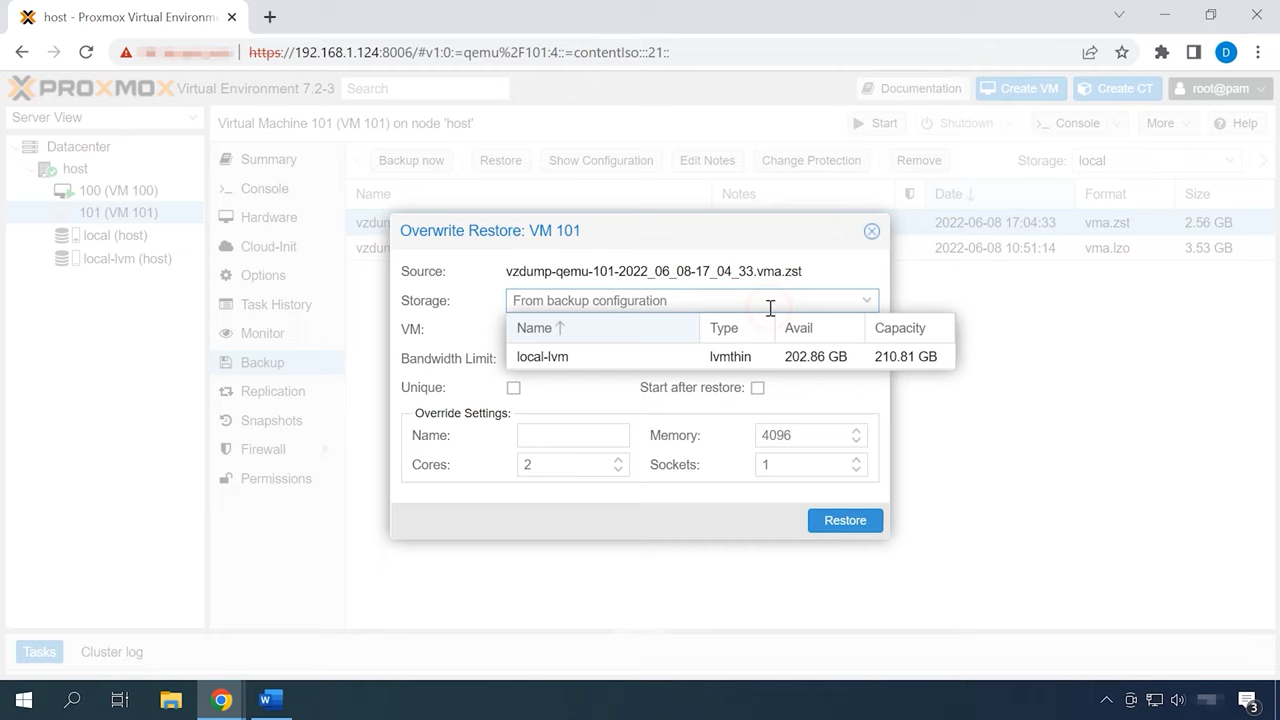 host - Proxmox Virtual Environm
https://192.168.1.124:8006/#v1:0:=qemu%2F101:4::=contentIso:::21::
D
PROXMOX Virtual Environment 7.2-3 Search Documentation Create VM Create CT root@pam
Server View Virtual Machine 101 (VM 101) on node 'host' Start Shutdown Console More Help
Datacenter
host
100 (VM 100)
101 (VM 101)
local (host)
local-lvm (host)
Summary
Console
Hardware
Cloud-Init
Options
Task History
Monitor
Backup
Replication
Snapshots
Firewall
Permissions
Backup now Restore Show Configuration Edit Notes Change Protection Remove Storage: local
Name Notes Date Format Size
vzdu 2022-06-08 17:04:33 vma.zst 2.56 GB
vzdu 2022-06-08 10:51:14 vma.lzo 3.53 GB
Overwrite Restore: VM 101
Source: vzdump-qemu-101-2022_06_08-17_04_33.vma.zst
Storage: From backup configuration
Name Type Avail Capacity
local-lvm lvmthin 202.86 GB 210.81 GB
VM:
Bandwidth Limit:
Unique: Start after restore:
Override Settings:
Name: Memory: 4096
Cores: 2 Sockets: 1
Restore
Tasks Cluster log
W
3